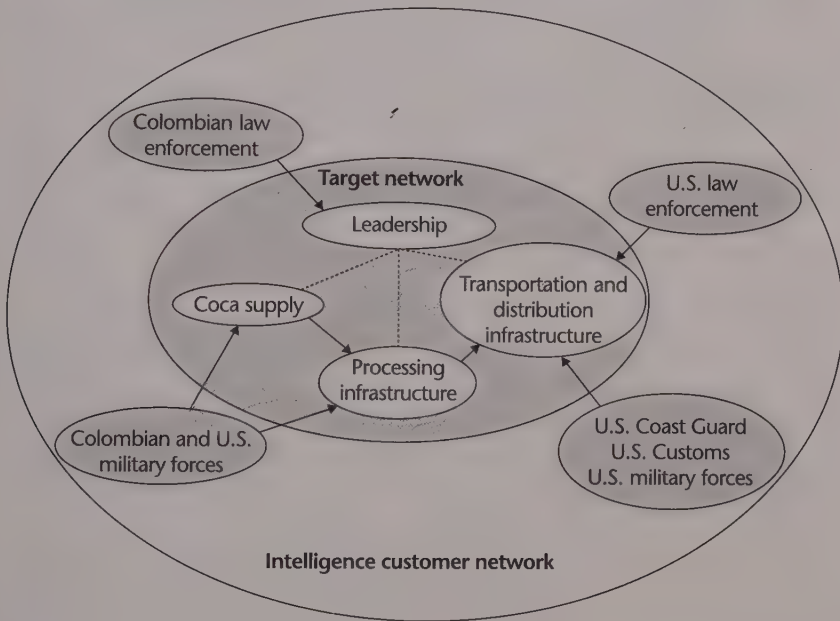 Colombian law
enforcement
Target network
Leadership
U.S. law
enforcement
Coca supply
Transportation and
distribution
infrastructure
Processing
infrastructure
Colombian and U.S.
military forces
U.S. Coast Guard
U.S. Customs
U.S. military forces
Intelligence customer network